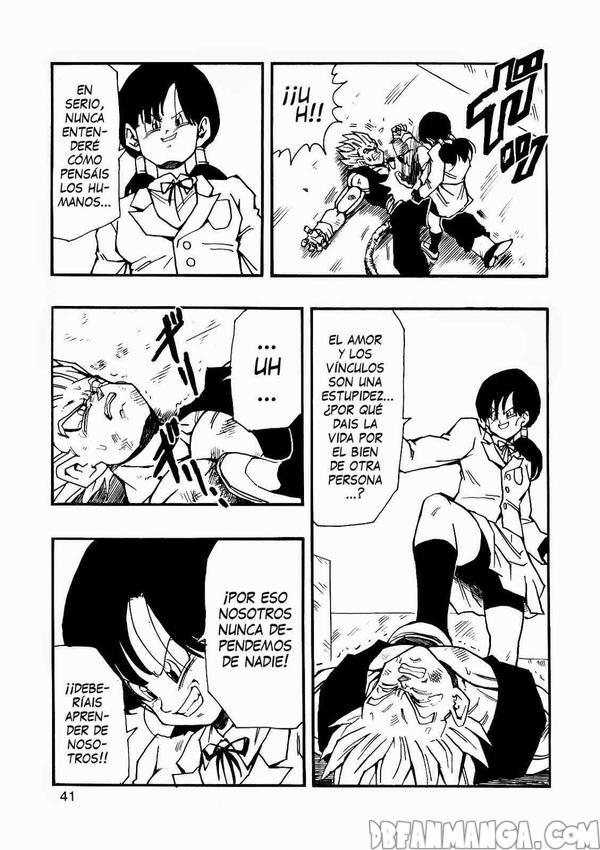 EN
SERIO,
NUNCA
ENTEN-
DERÉ
CÓMO
PENSÁIS
LOS HU-
MANOS...
¡¡U
H!!
...
UH
...
EL AMOR
Y LOS
VÍNCULOS
SON UNA
ESTUPIDEZ...
¿POR QUÉ
DAIS LA VIDA
POR EL
BIEN DE
OTRA
PERSONA
...?
¡POR ESO
NOSOTROS
NUNCA DE-
PENDEMOS
DE NADIE!
¡¡DEBE-
RÍAIS
APREN-
DER DE
NOSO-
TROS!!
41
DBFANMANGA.COM